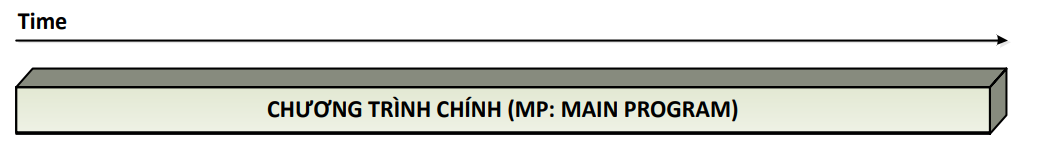 Time
CHƯƠNG TRÌNH CHÍNH (MP: MAIN PROGRAM)